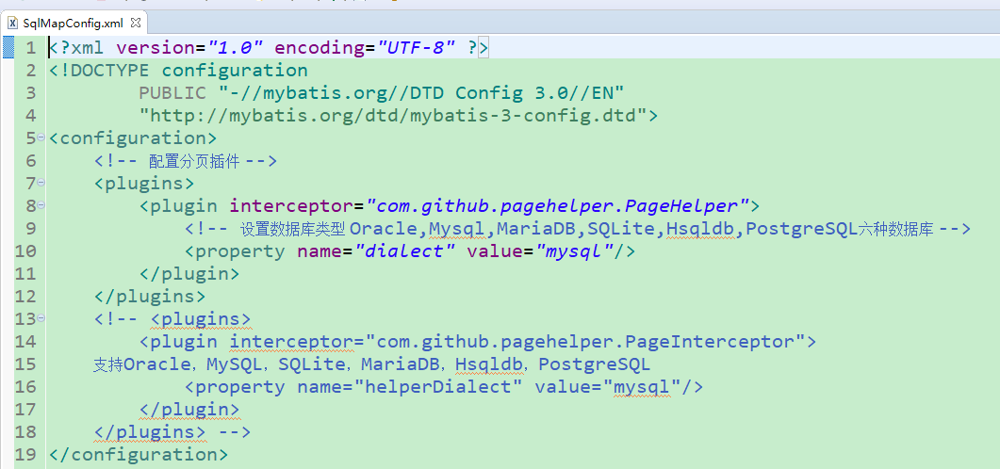 SqlMapConfig.xml
1 <?xml version="1.0" encoding="UTF-8" ?>
2 <!DOCTYPE configuration
3 PUBLIC "-//mybatis.org//DTD Config 3.0//EN"
4 "http://mybatis.org/dtd/mybatis-3-config.dtd">
5 <configuration>
6 <!-- 配置分页插件 -->
7 <plugins>
8 <plugin interceptor="com.github.pagehelper.PageHelper">
9 <!-- 设置数据库类型 Oracle,Mysql,MariaDB,SQLite,Hsqldb,PostgreSQL六种数据库 -->
10 <property name="dialect" value="mysql"/>
11 </plugin>
12 </plugins>
13 <!-- <plugins>
14 <plugin interceptor="com.github.pagehelper.PageInterceptor">
15 支持Oracle，MySQL，SQLite，MariaDB，Hsqldb，PostgreSQL
16 <property name="helperDialect" value="mysql"/>
17 </plugin>
18 </plugins> -->
19 </configuration>